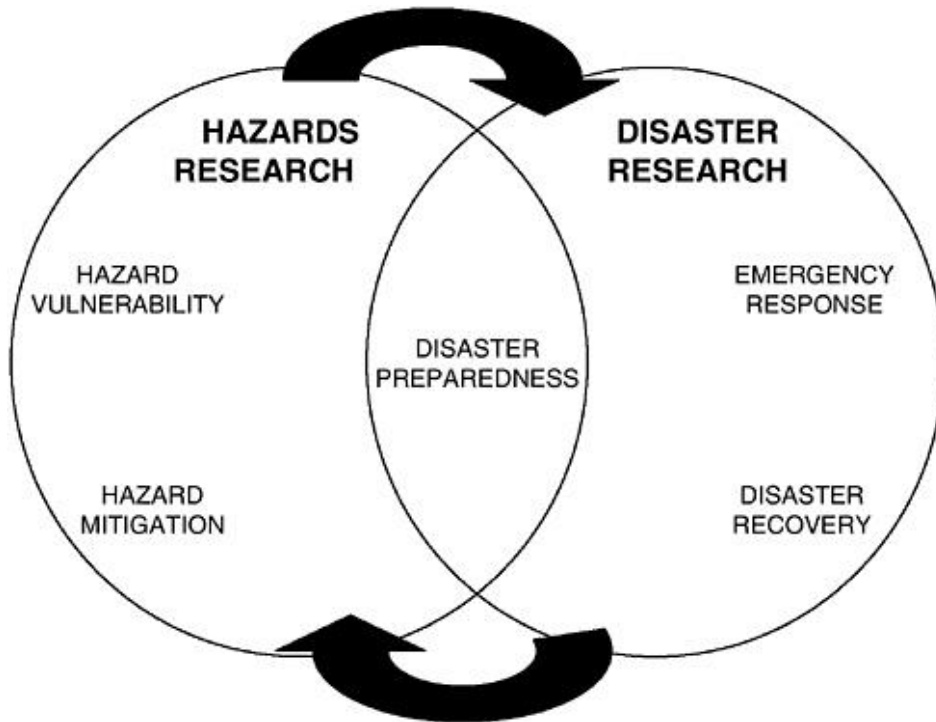 HAZARDS
RESEARCH
DISASTER
RESEARCH
HAZARD
VULNERABILITY
EMERGENCY
RESPONSE
DISASTER
PREPAREDNESS
HAZARD
MITIGATION
DISASTER
RECOVERY